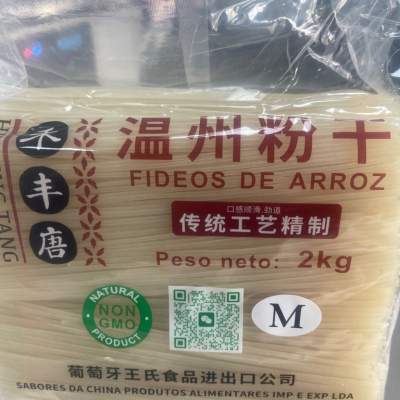 温州粉干
FIDEOS DE ARROZ
口感顺滑,劲道
传统工艺精制
Peso neto: 2kg
禾丰唐
NATURAL
NON
GMO
PRODUCT
M
葡萄牙王氏食品进出口公司
SABORES DA CHINA PRODUTOS ALIMENTARES IMP E EXP LDA